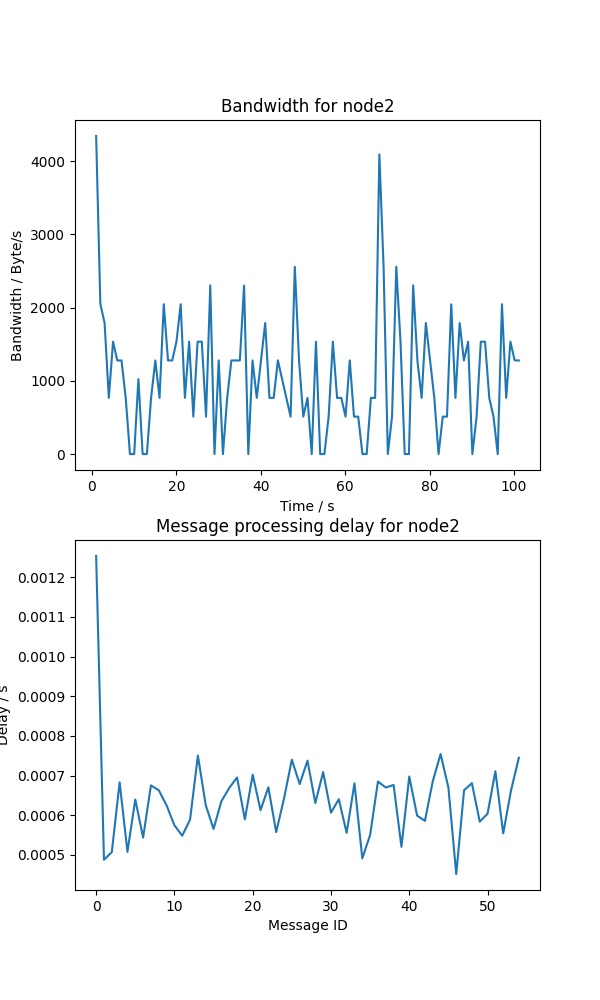 Bandwidth for node2
4000
3000
2000
1000
0
Bandwidth / Byte/s
0 20 40 60 80 100
Time / s
Message processing delay for node2
0.0012
0.0011
0.0010
0.0009
0.0008
0.0007
0.0006
0.0005
Delay / s
0 10 20 30 40 50
Message ID